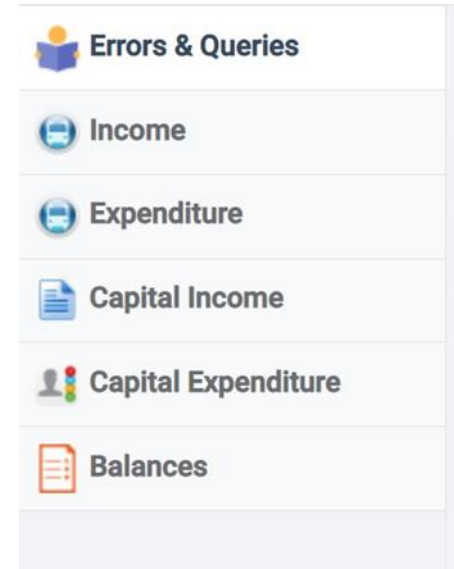 Errors & Queries
Income
Expenditure
Capital Income
Capital Expenditure
Balances